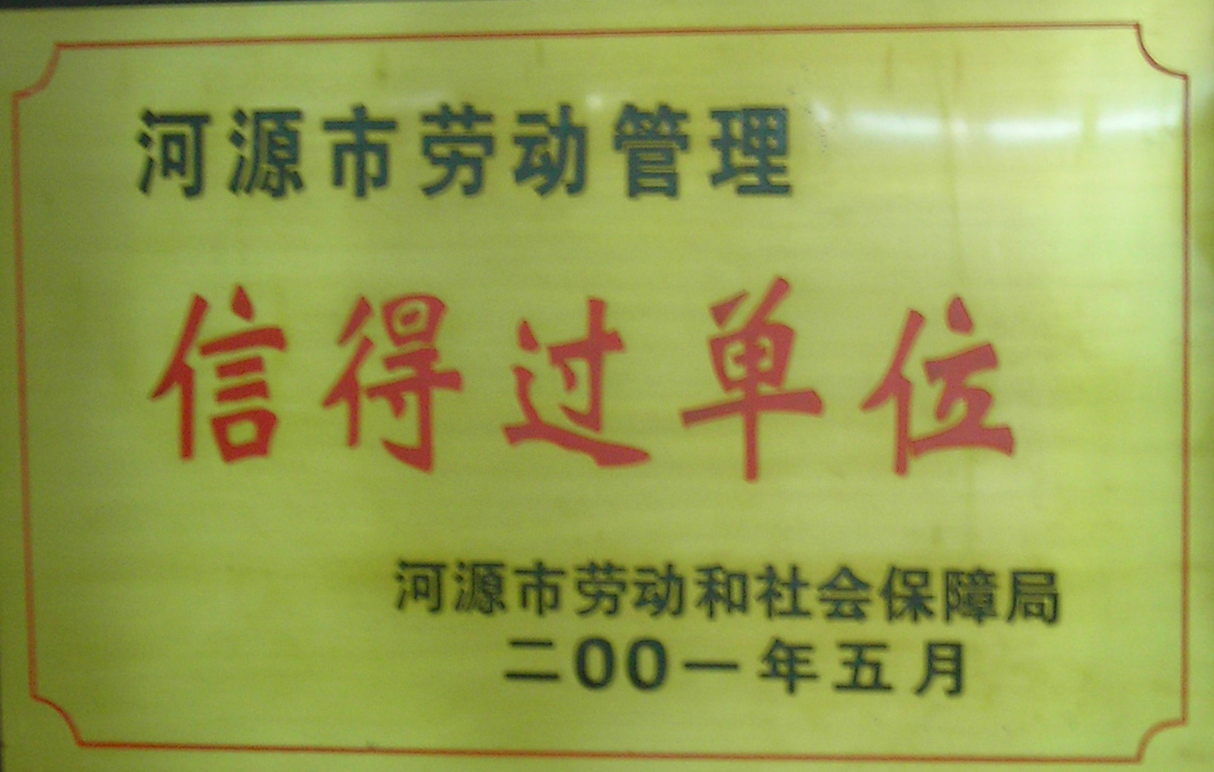 河源市劳动管理
信得过单位
河源市劳动和社会保障局
二00一年五月